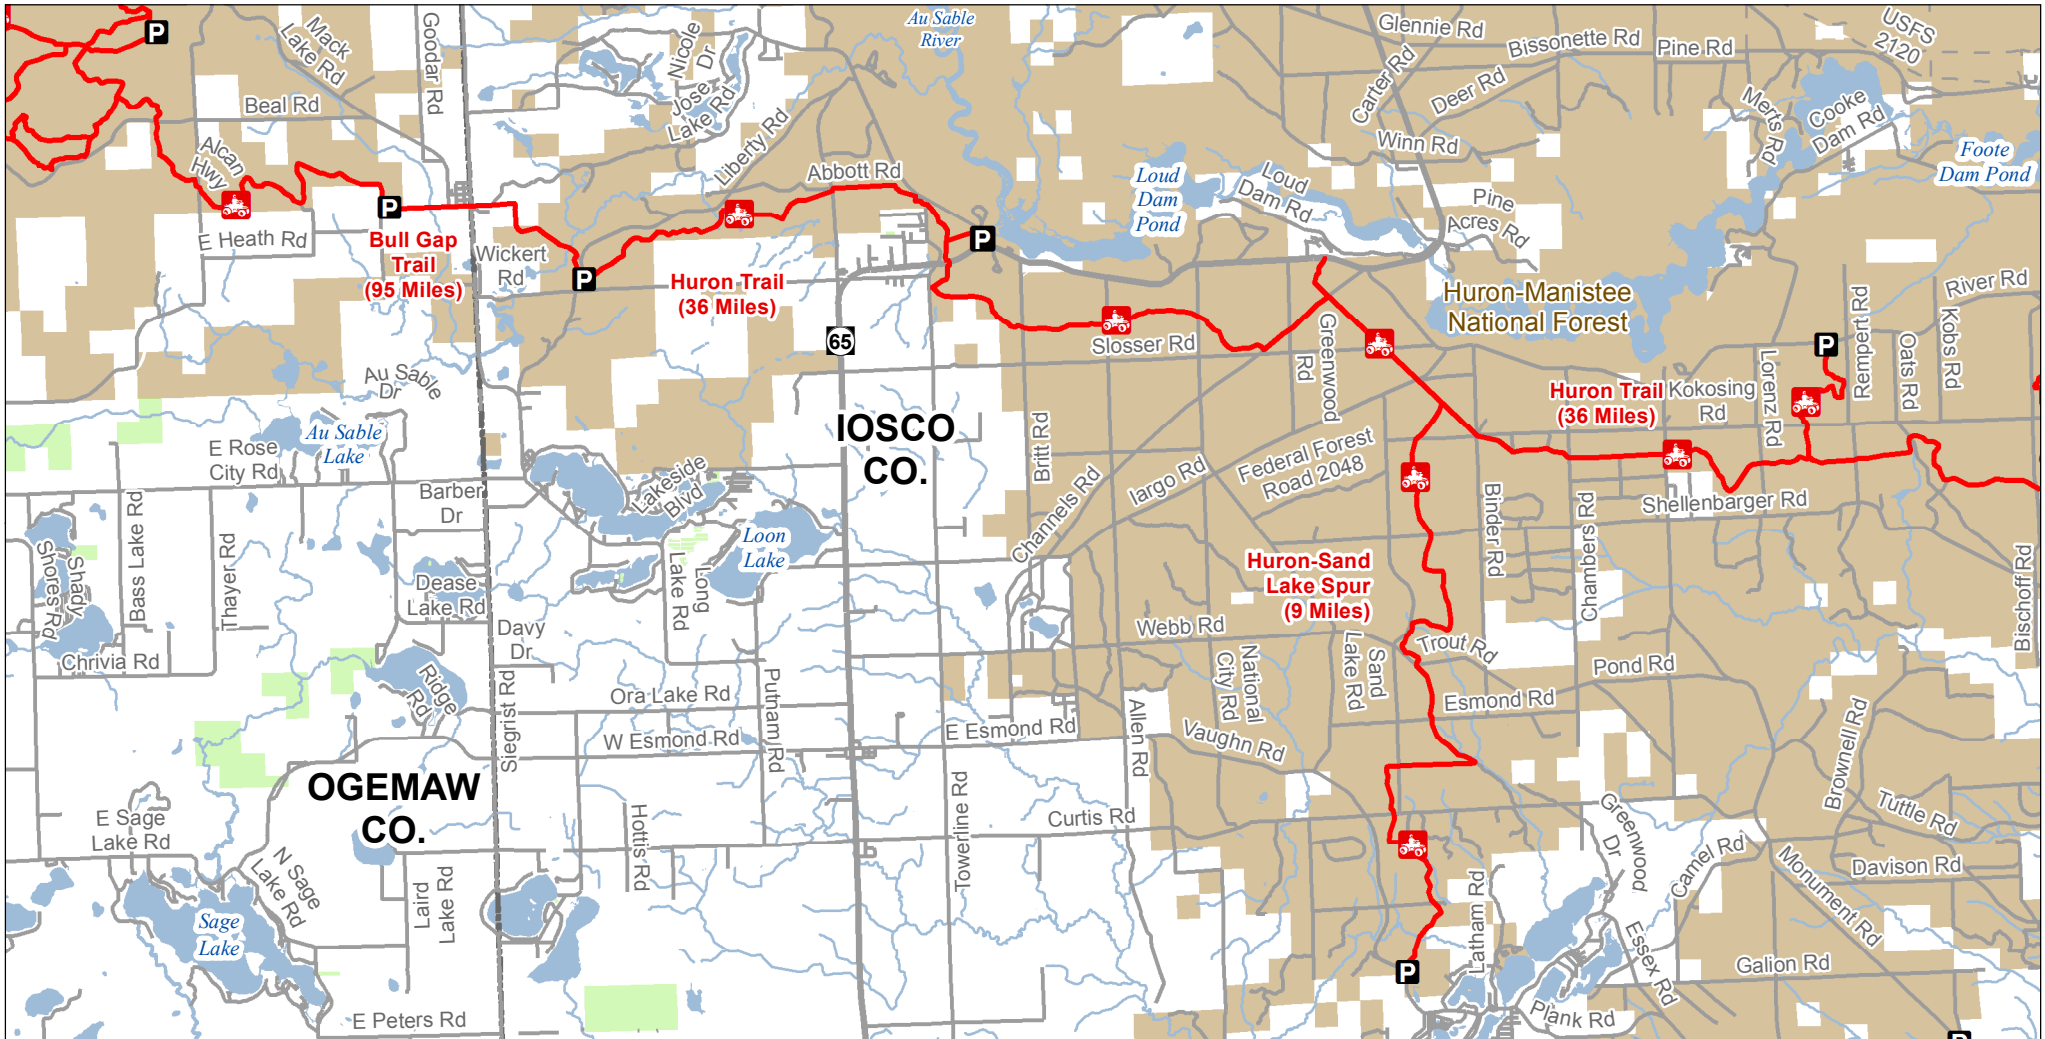 P
Mack
Lake Rd
Goodar Rd
Nicole
Dr
Jose
Lake Rd
Au Sable
River
Glennie Rd
Bissonette Rd
Pine Rd
USFS
2120
Carter Rd
Deer Rd
Merts Rd
Cooke
Dam Rd
Beal Rd
Alcan
Hwy
Liberty Rd
Abbott Rd
Winn Rd
Foote
Dam Pond
Loud
Dam
Pond
Loud
Dam Rd
Pine
Acres Rd
P
E Heath Rd
Bull Gap
Trail
(95 Miles)
Wickert
Rd
P
P
Huron Trail
(36 Miles)
Huron-Manistee
National Forest
River Rd
65
Slosser Rd
Greenwood
Rd
P
Lorenz Rd
Rempert Rd
Oats Rd
Kobs Rd
Au Sable
Dr
Huron Trail
(36 Miles)
Kokosing
Rd
IOSCO
CO.
Au Sable
Lake
E Rose
City Rd
Britt Rd
Channels Rd
Iargo Rd
Federal Forest
Road 2048
Lakeside
Blvd
Barber
Dr
Binder Rd
Chambers Rd
Shellenbarger Rd
Loon
Lake
Shady
Shores Rd
Bass Lake Rd
Thayer Rd
Dease
Lake Rd
Long
Lake Rd
Huron-Sand
Lake Spur
(9 Miles)
Bischoff Rd
Davy
Dr
Webb Rd
Trout Rd
Chrivia Rd
Ridge
Rd
Siegrist Rd
Ora Lake Rd
Putnam Rd
National
City Rd
Sand
Lake Rd
Pond Rd
Esmond Rd
W Esmond Rd
E Esmond Rd
Allen Rd
Vaughn Rd
Brownell Rd
OGEMAW
CO.
E Sage
Lake Rd
Hottis Rd
Towerline Rd
Curtis Rd
Greenwood
Dr
Tuttle Rd
Camel Rd
Monument Rd
Davison Rd
N Sage
Lake Rd
Laird
Lake Rd
Latham Rd
Sage
Lake
P
Essex Rd
Galion Rd
E Peters Rd
Plank Rd
P